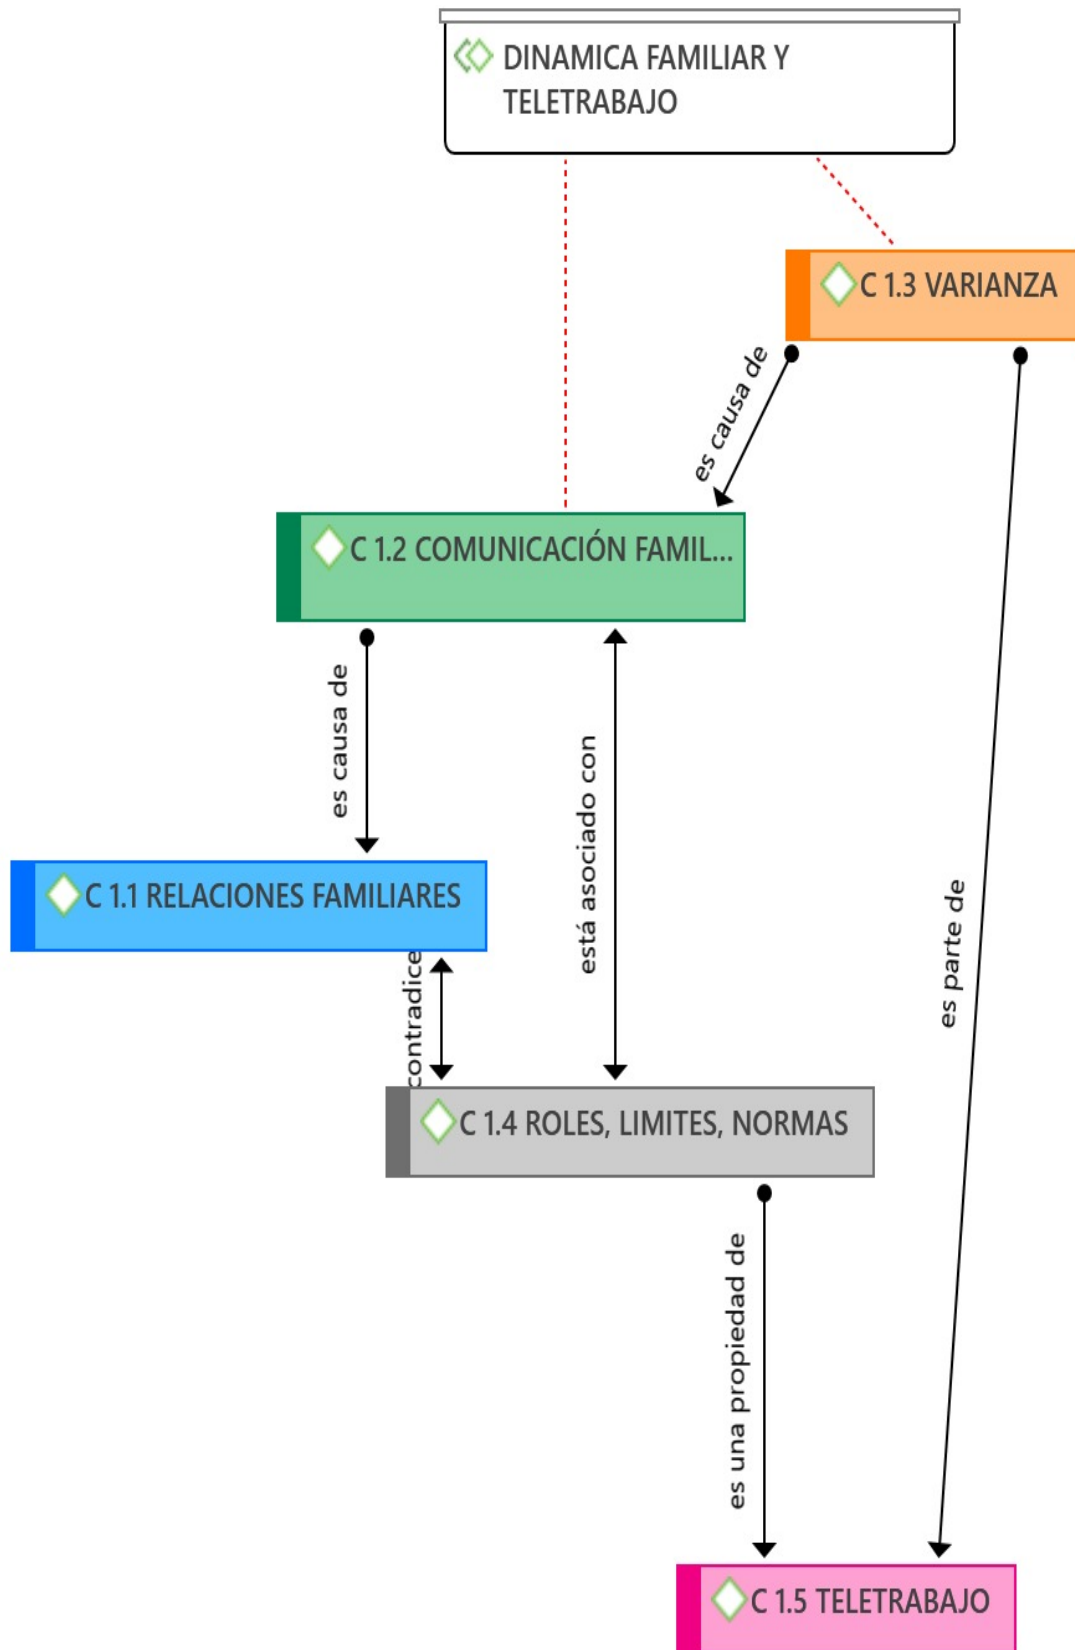 DINAMICA FAMILIAR Y
TELETRABAJO
C 1.3 VARIANZA
es causa de
C 1.2 COMUNICACIÓN FAMIL...
es causa de
está asociado con
C 1.1 RELACIONES FAMILIARES
es parte de
contradice
C 1.4 ROLES, LIMITES, NORMAS
es una propiedad de
C 1.5 TELETRABAJO